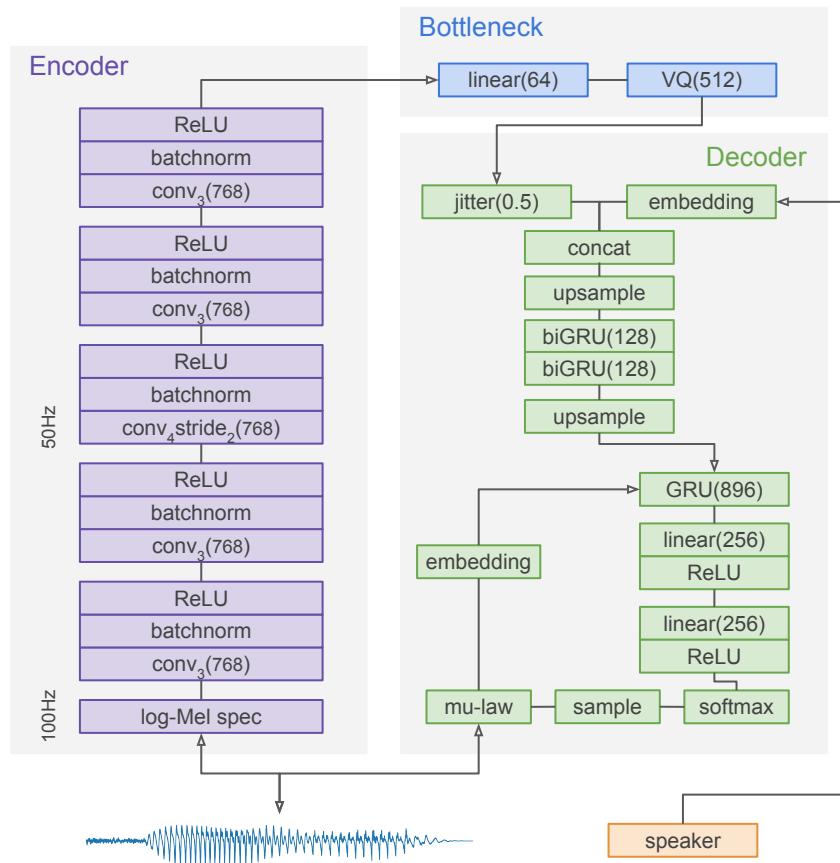 Bottleneck
Encoder
linear(64)
VQ(512)
ReLU
batchnorm
conv₃(768)
ReLU
batchnorm
conv₃(768)
ReLU
batchnorm
conv₄stride₂(768)
50Hz
ReLU
batchnorm
conv₃(768)
ReLU
batchnorm
conv₃(768)
log-Mel spec
100Hz
Decoder
jitter(0.5)
embedding
concat
upsample
biGRU(128)
biGRU(128)
upsample
GRU(896)
linear(256)
ReLU
embedding
linear(256)
ReLU
mu-law
sample
softmax
speaker